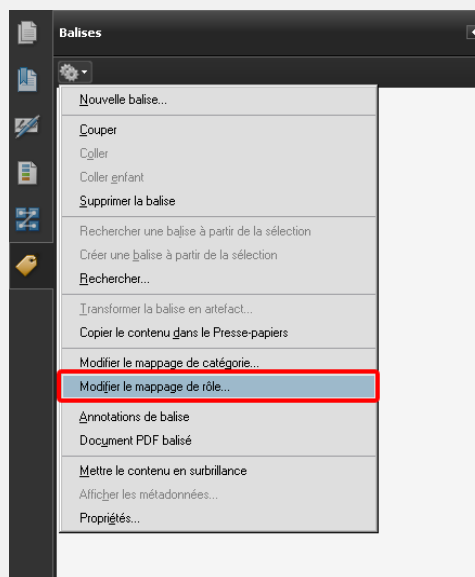 Balises
Nouvelle balise...
Couper
Coller
Coller enfant
Supprimer la balise
Rechercher une balise à partir de la sélection
Créer une balise à partir de la sélection
Rechercher...
Transformer la balise en artefact...
Copier le contenu dans le Presse-papiers
Modifier le mappage de catégorie...
Modifier le mappage de rôle...
Annotations de balise
Document PDF balisé
Mettre le contenu en surbrillance
Afficher les métadonnées...
Propriétés...